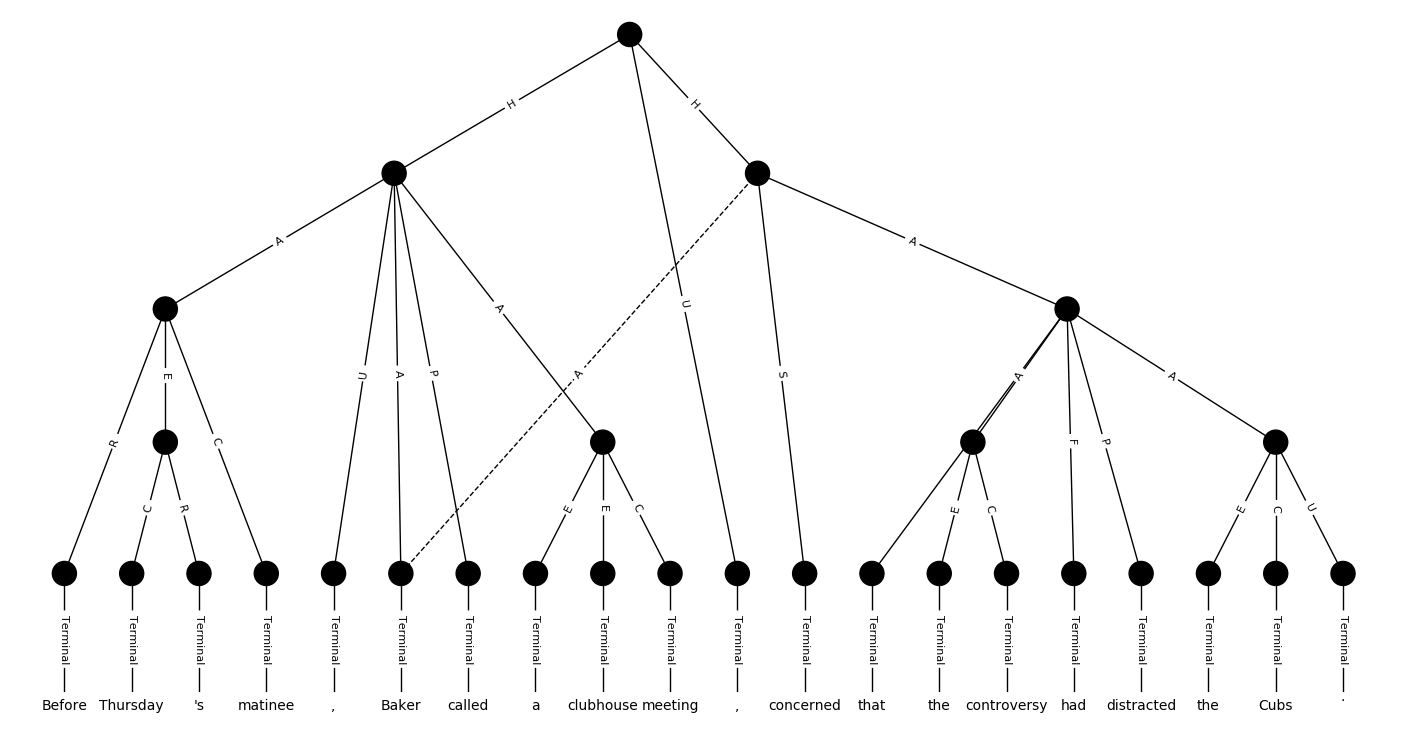 H H
A U A A P A U A S A
R E C A F P A
C R E E C E C E C U
Terminal Terminal Terminal Terminal Terminal Terminal Terminal Terminal Terminal Terminal Terminal Terminal Terminal Terminal Terminal Terminal Terminal Terminal Terminal Terminal
Before Thursday 's matinee , Baker called a clubhouse meeting , concerned that the controversy had distracted the Cubs .